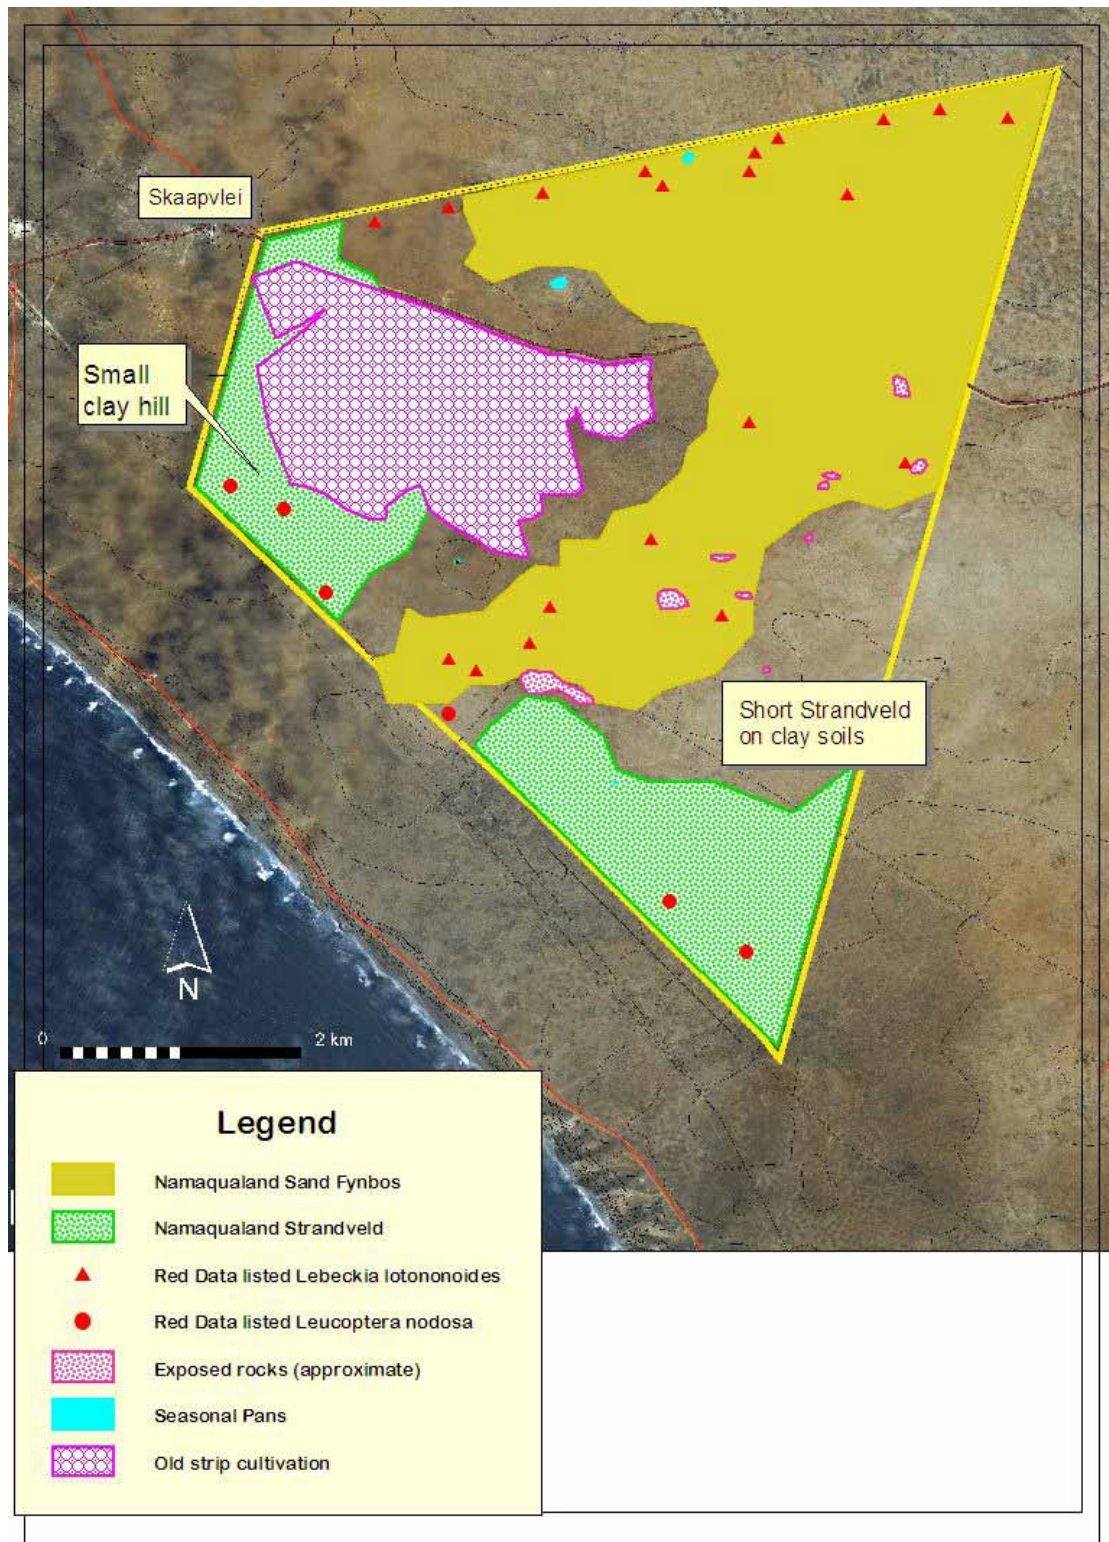 Skaapvlei
Small
clay hill
Short Strandveld
on clay soils
N
0
2 km
Legend
Namaqualand Sand Fynbos
Namaqualand Strandveld
Red Data listed Lebeckia lotononoides
Red Data listed Leucoptera nodosa
Exposed rocks (approximate)
Seasonal Pans
Old strip cultivation